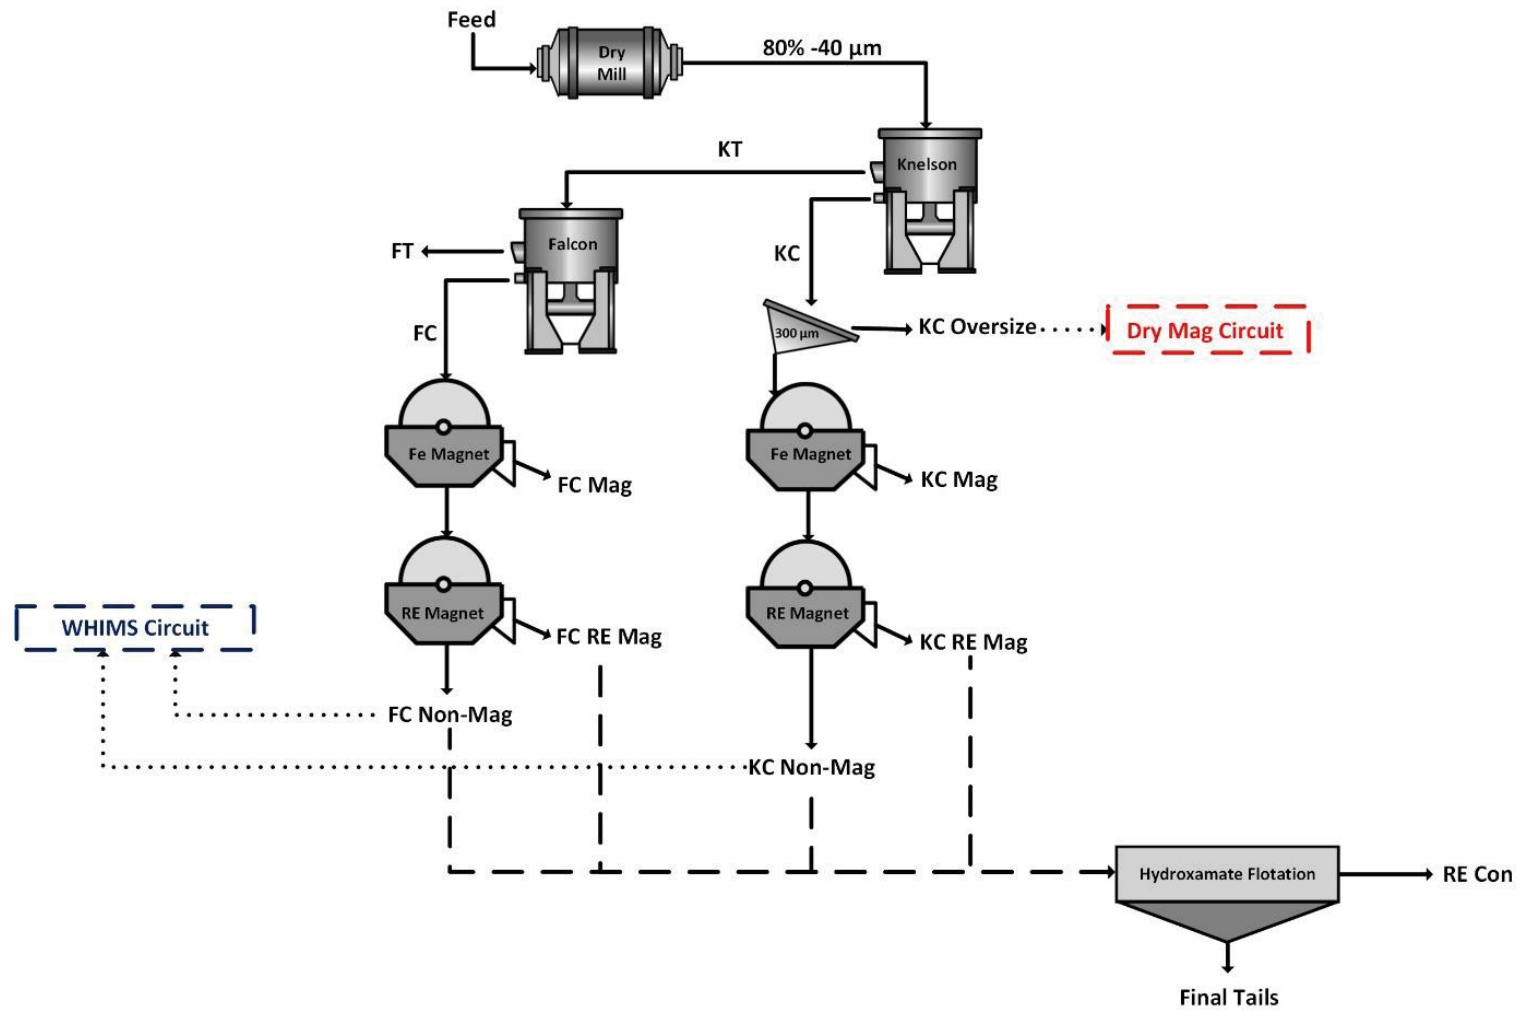 Feed
Dry
Mill
80% -40 µm
Knelson
KT
Falcon
FT
KC
FC
300 µm
KC Oversize
Dry Mag Circuit
Fe Magnet
FC Mag
Fe Magnet
KC Mag
RE Magnet
FC RE Mag
RE Magnet
KC RE Mag
WHIMS Circuit
FC Non-Mag
KC Non-Mag
Hydroxamate Flotation
RE Con
Final Tails